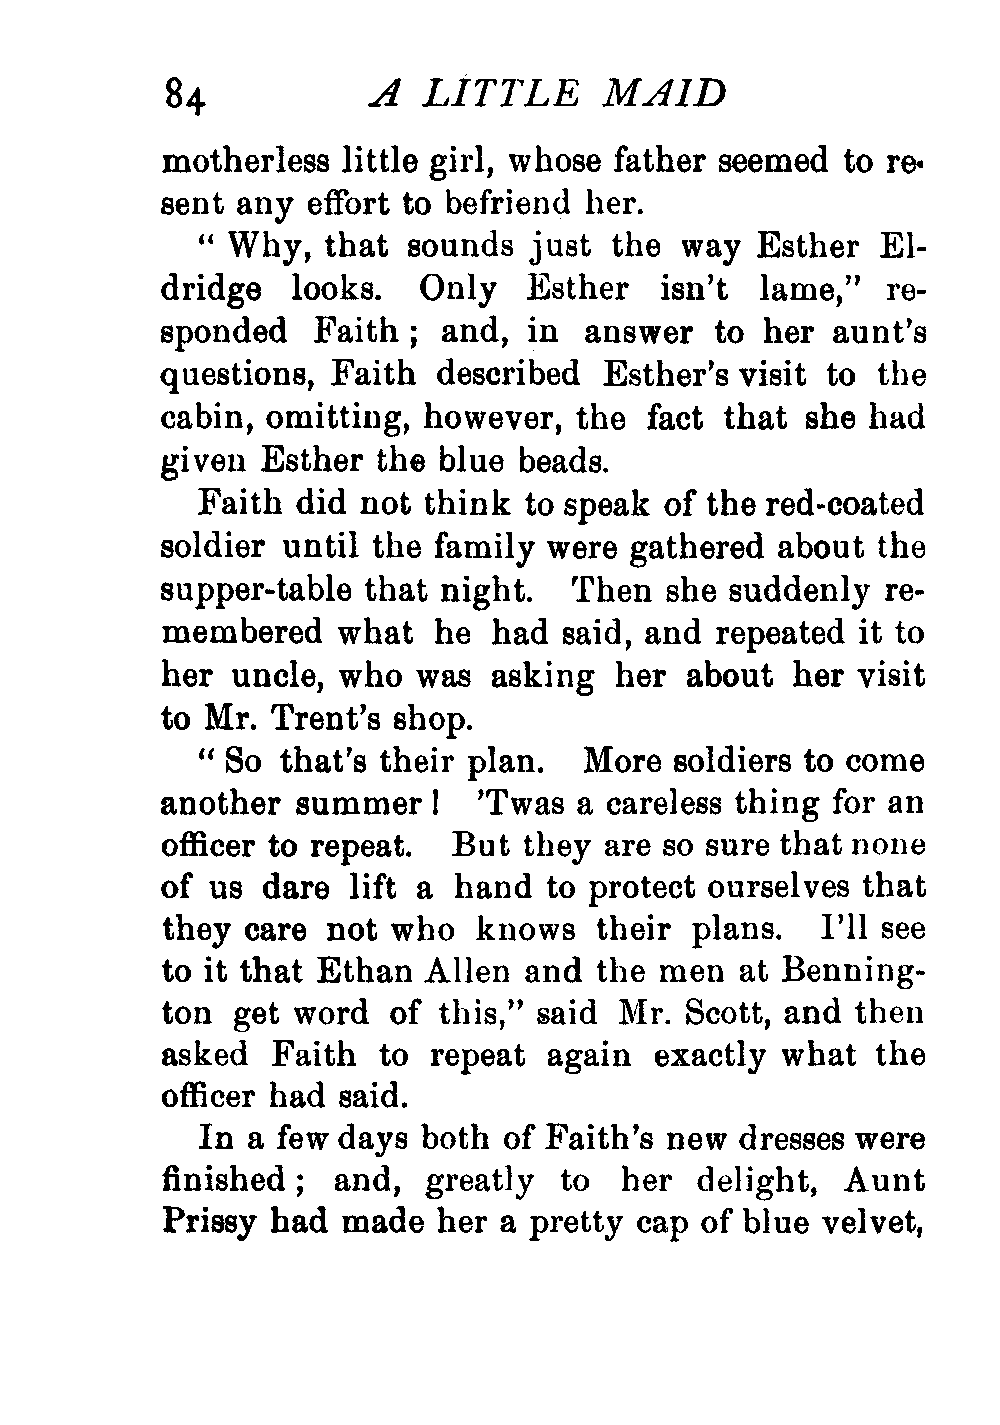 84 A LITTLE MAID
motherless little girl, whose father seemed to re-
sent any effort to befriend her.
“ Why, that sounds just the way Esther El-
dridge looks. Only Esther isn’t lame,” re-
sponded Faith ; and, in answer to her aunt’s
questions, Faith described Esther’s visit to the
cabin, omitting, however, the fact that she had
given Esther the blue beads.
Faith did not think to speak of the red-coated
soldier until the family were gathered about the
supper-table that night. Then she suddenly re-
membered what he had said, and repeated it to
her uncle, who was asking her about her visit
to Mr. Trent’s shop.
“ So that’s their plan. More soldiers to come
another summer ! ’Twas a careless thing for an
officer to repeat. But they are so sure that none
of us dare lift a hand to protect ourselves that
they care not who knows their plans. I’ll see
to it that Ethan Allen and the men at Benning-
ton get word of this,” said Mr. Scott, and then
asked Faith to repeat again exactly what the
officer had said.
In a few days both of Faith’s new dresses were
finished ; and, greatly to her delight, Aunt
Prissy had made her a pretty cap of blue velvet,